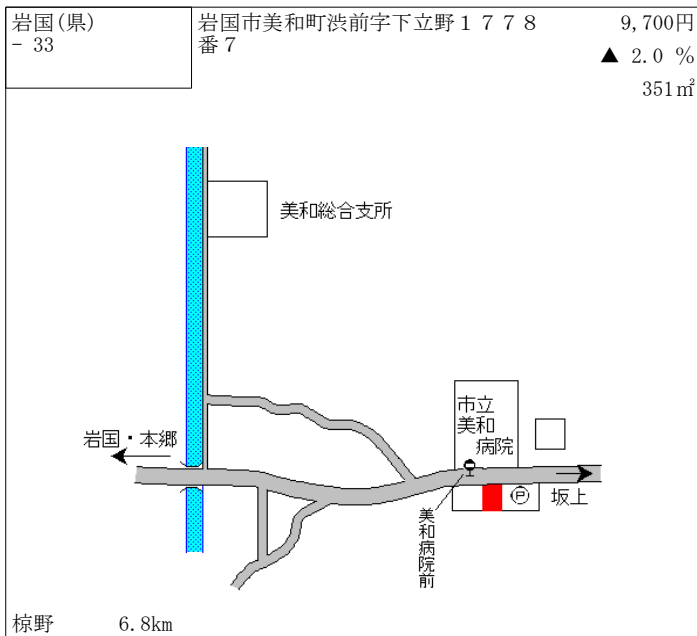 岩国(県)
- 33
岩国市美和町渋前字下立野１７７８
番７
9,700円
▲ 2.0 %
351㎡
美和総合支所
市立
美和
病院
岩国・本郷
坂上
Ⓟ
美和病院前
椋野 6.8km